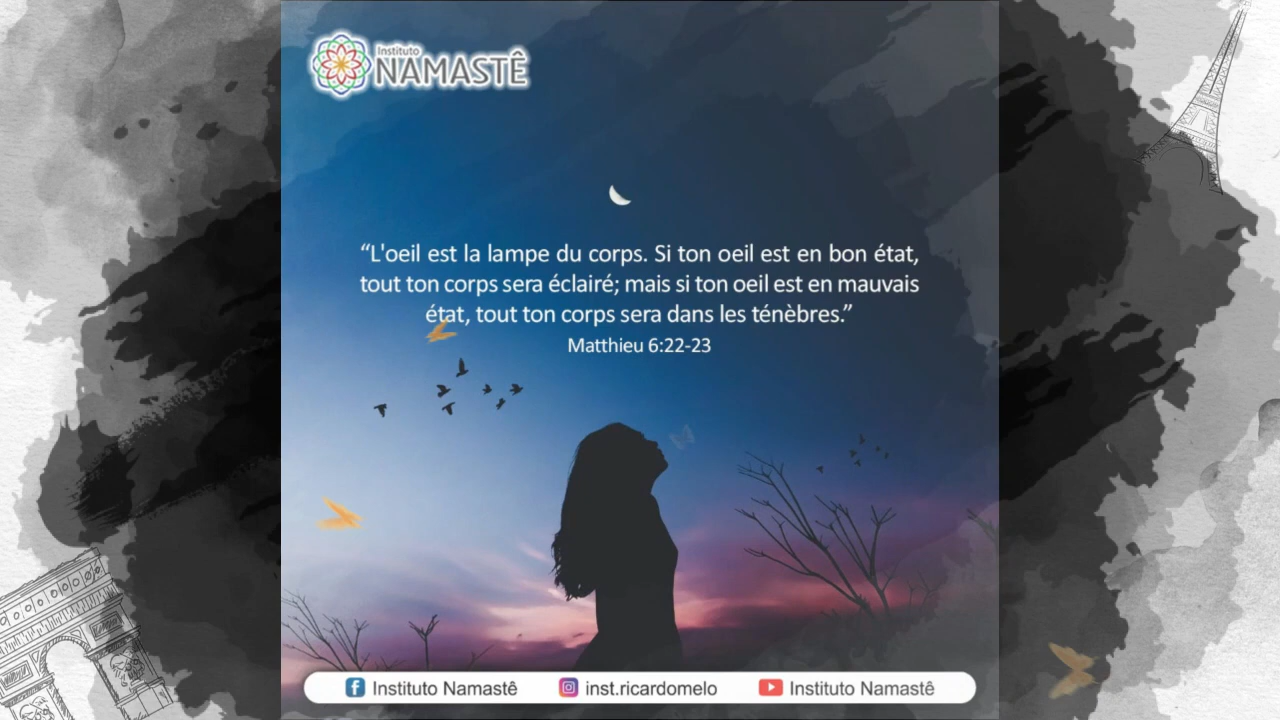 Instituto
NAMASTÊ
“L'oeil est la lampe du corps. Si ton oeil est en bon état,
tout ton corps sera éclairé; mais si ton oeil est en mauvais
état, tout ton corps sera dans les ténèbres.”
Matthieu 6:22-23
Instituto Namastê inst.ricardomelo Instituto Namastê